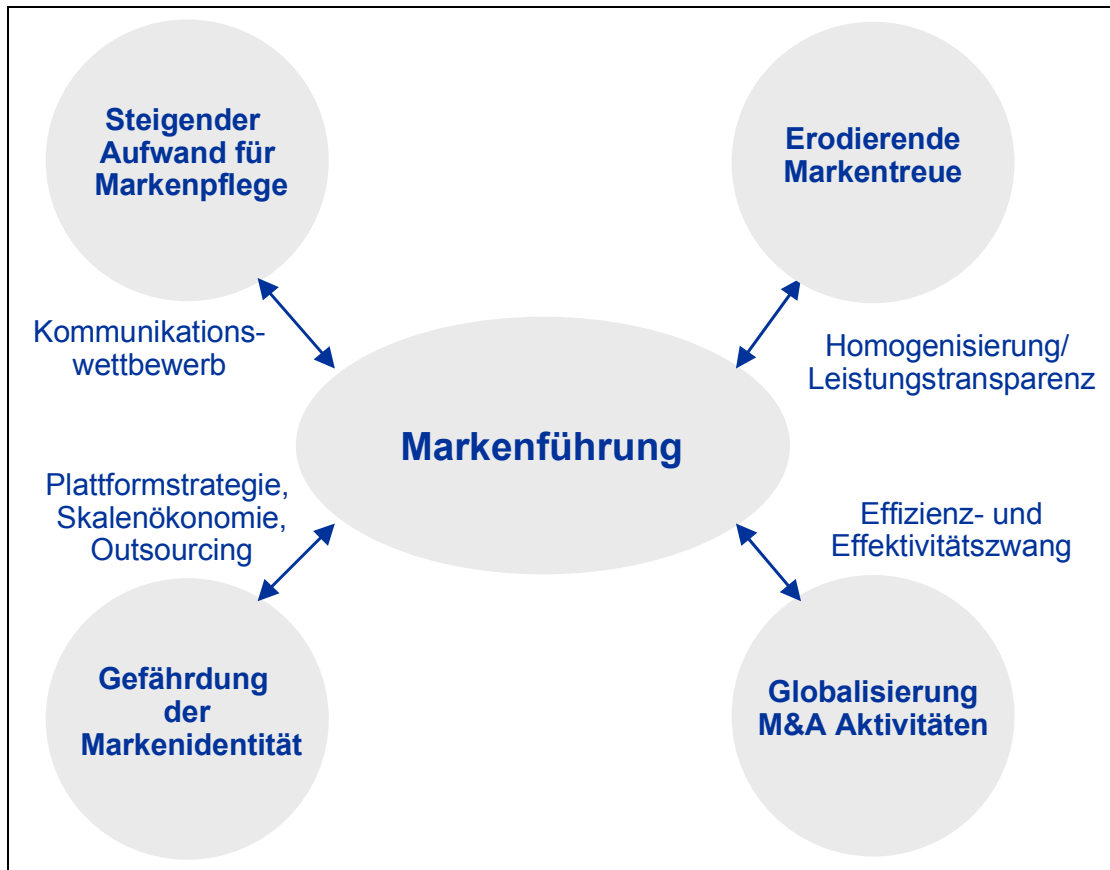 Steigender
Aufwand für
Markenpflege
Erodierende
Markentreue
Kommunikations-
wettbewerb
Homogenisierung/
Leistungstransparenz
Markenführung
Plattformstrategie,
Skalenökonomie,
Outsourcing
Effizienz- und
Effektivitätszwang
Gefährdung
der
Markenidentität
Globalisierung
M&A Aktivitäten